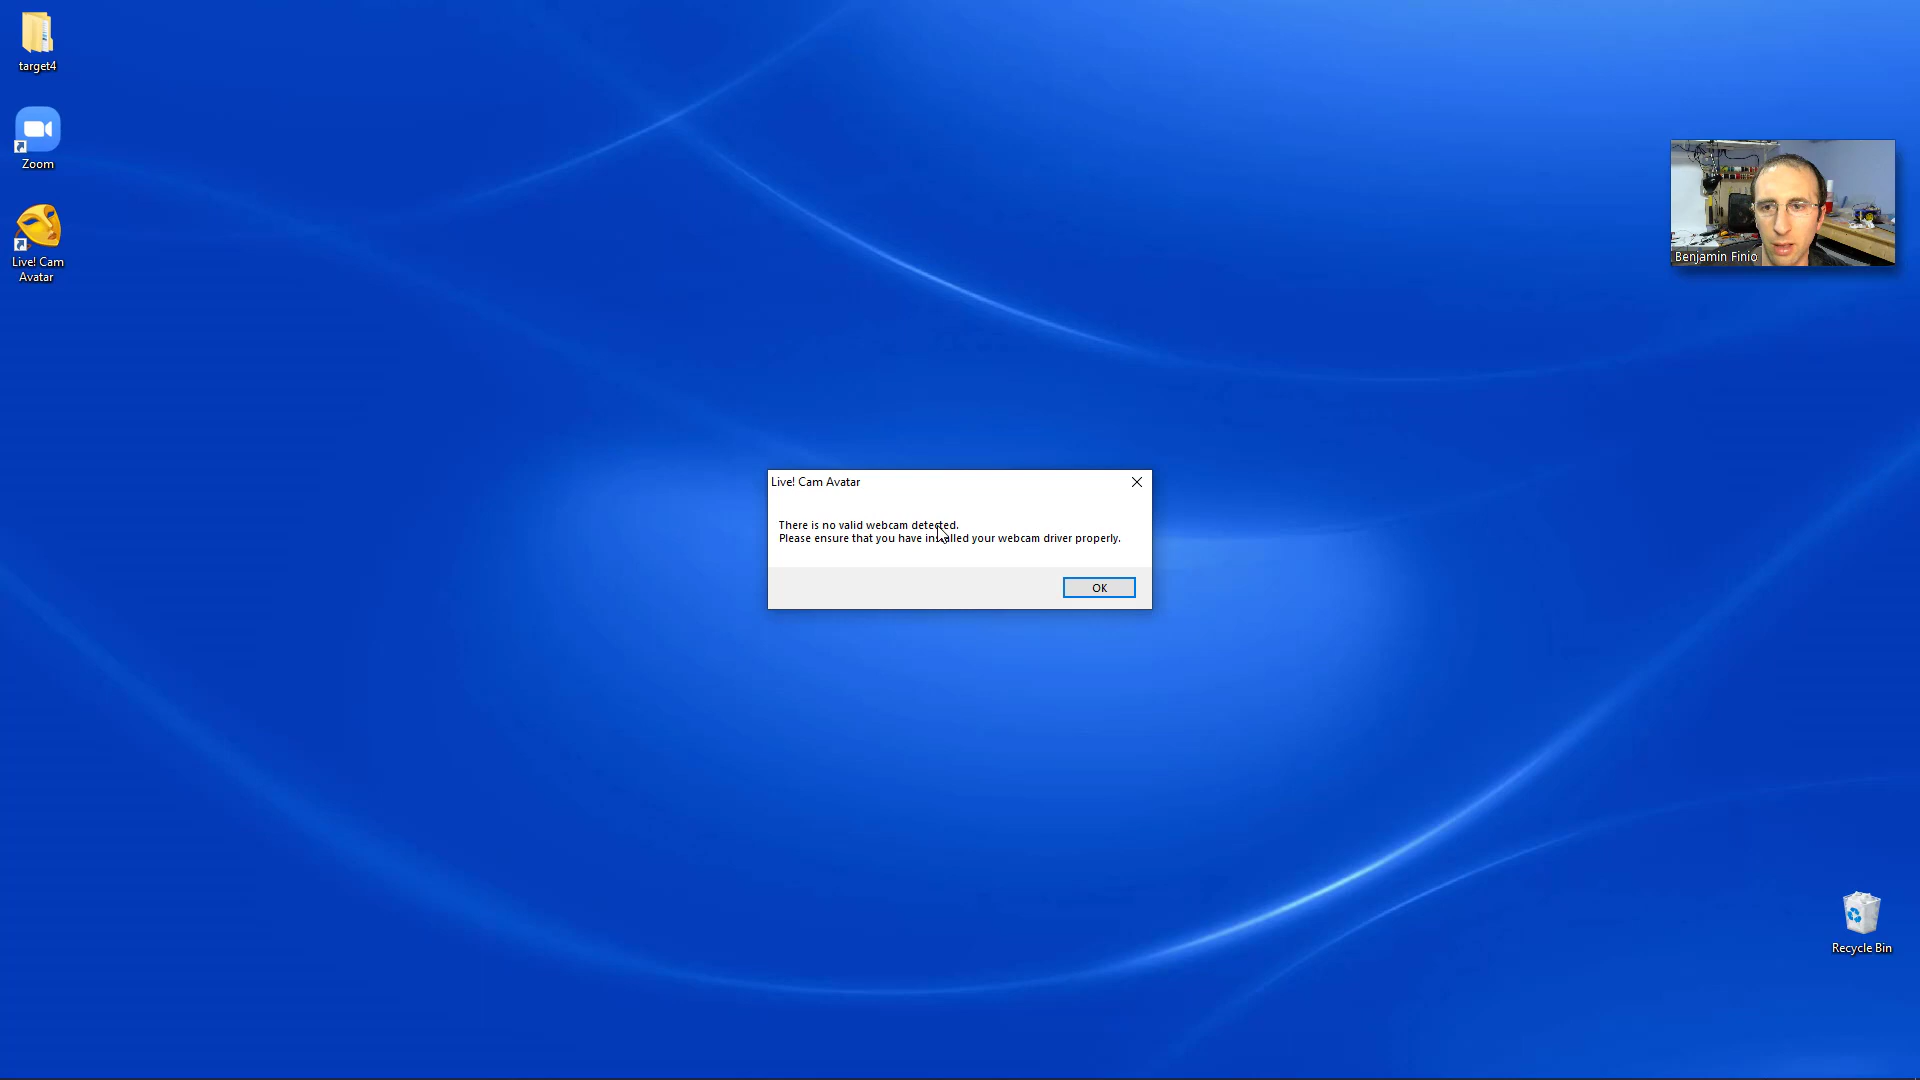 target4
Zoom
Live! Cam
Avatar
Benjamin Finio
Live! Cam Avatar
There is no valid webcam detected.
Please ensure that you have installed your webcam driver properly.
OK
Recycle Bin